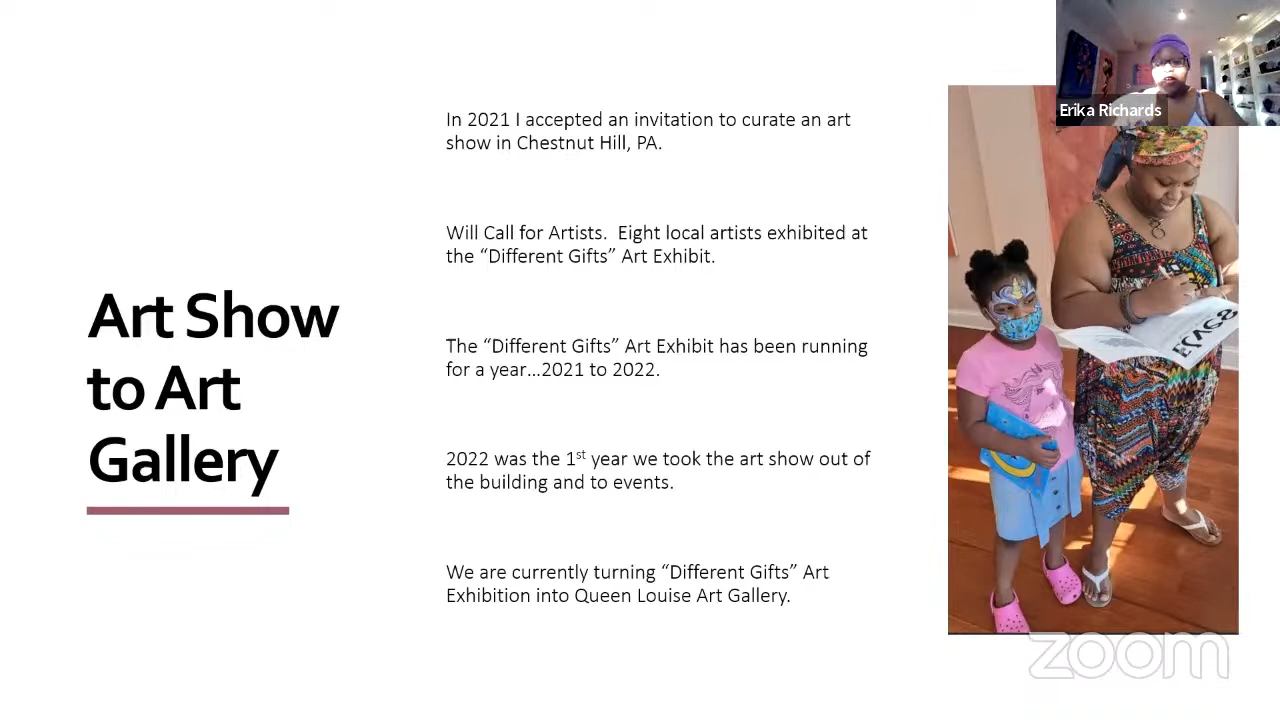 Erika Richards
Art Show
to Art
Gallery
In 2021 I accepted an invitation to curate an art
show in Chestnut Hill, PA.
Will Call for Artists.  Eight local artists exhibited at
the “Different Gifts” Art Exhibit.
The “Different Gifts” Art Exhibit has been running
for a year…2021 to 2022.
2022 was the 1st year we took the art show out of
the building and to events.
We are currently turning “Different Gifts” Art
Exhibition into Queen Louise Art Gallery.
zoom